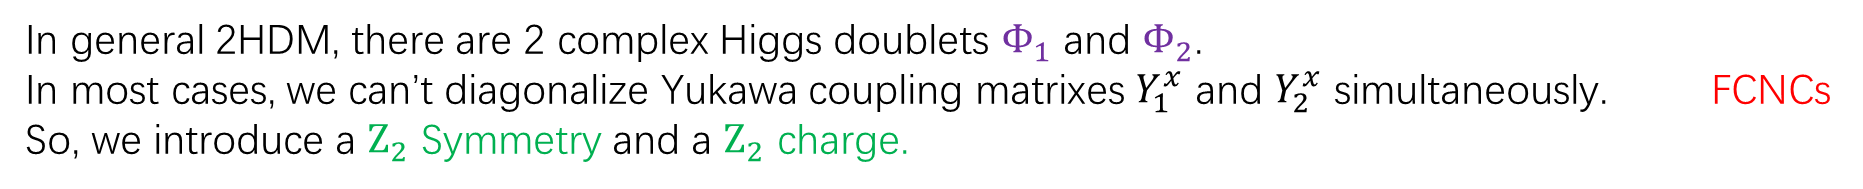 In general 2HDM, there are 2 complex Higgs doublets Φ₁ and Φ₂.
In most cases, we can't diagonalize Yukawa coupling matrixes Y₁ˣ and Y₂ˣ simultaneously. FCNCs
So, we introduce a Z₂ Symmetry and a Z₂ charge.